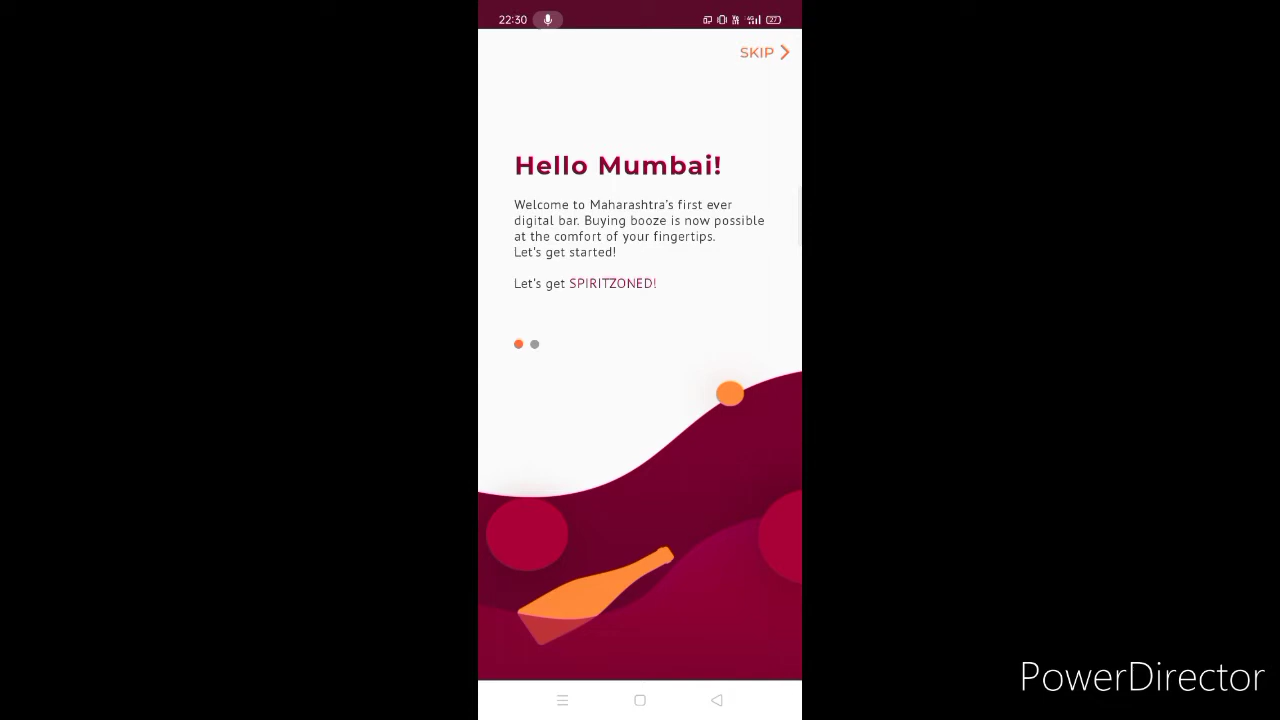 22:30
SKIP
Hello Mumbai!
Welcome to Maharashtra's first ever
digital bar. Buying booze is now possible
at the comfort of your fingertips.
Let's get started!
Let's get SPIRITZONED!
PowerDirector